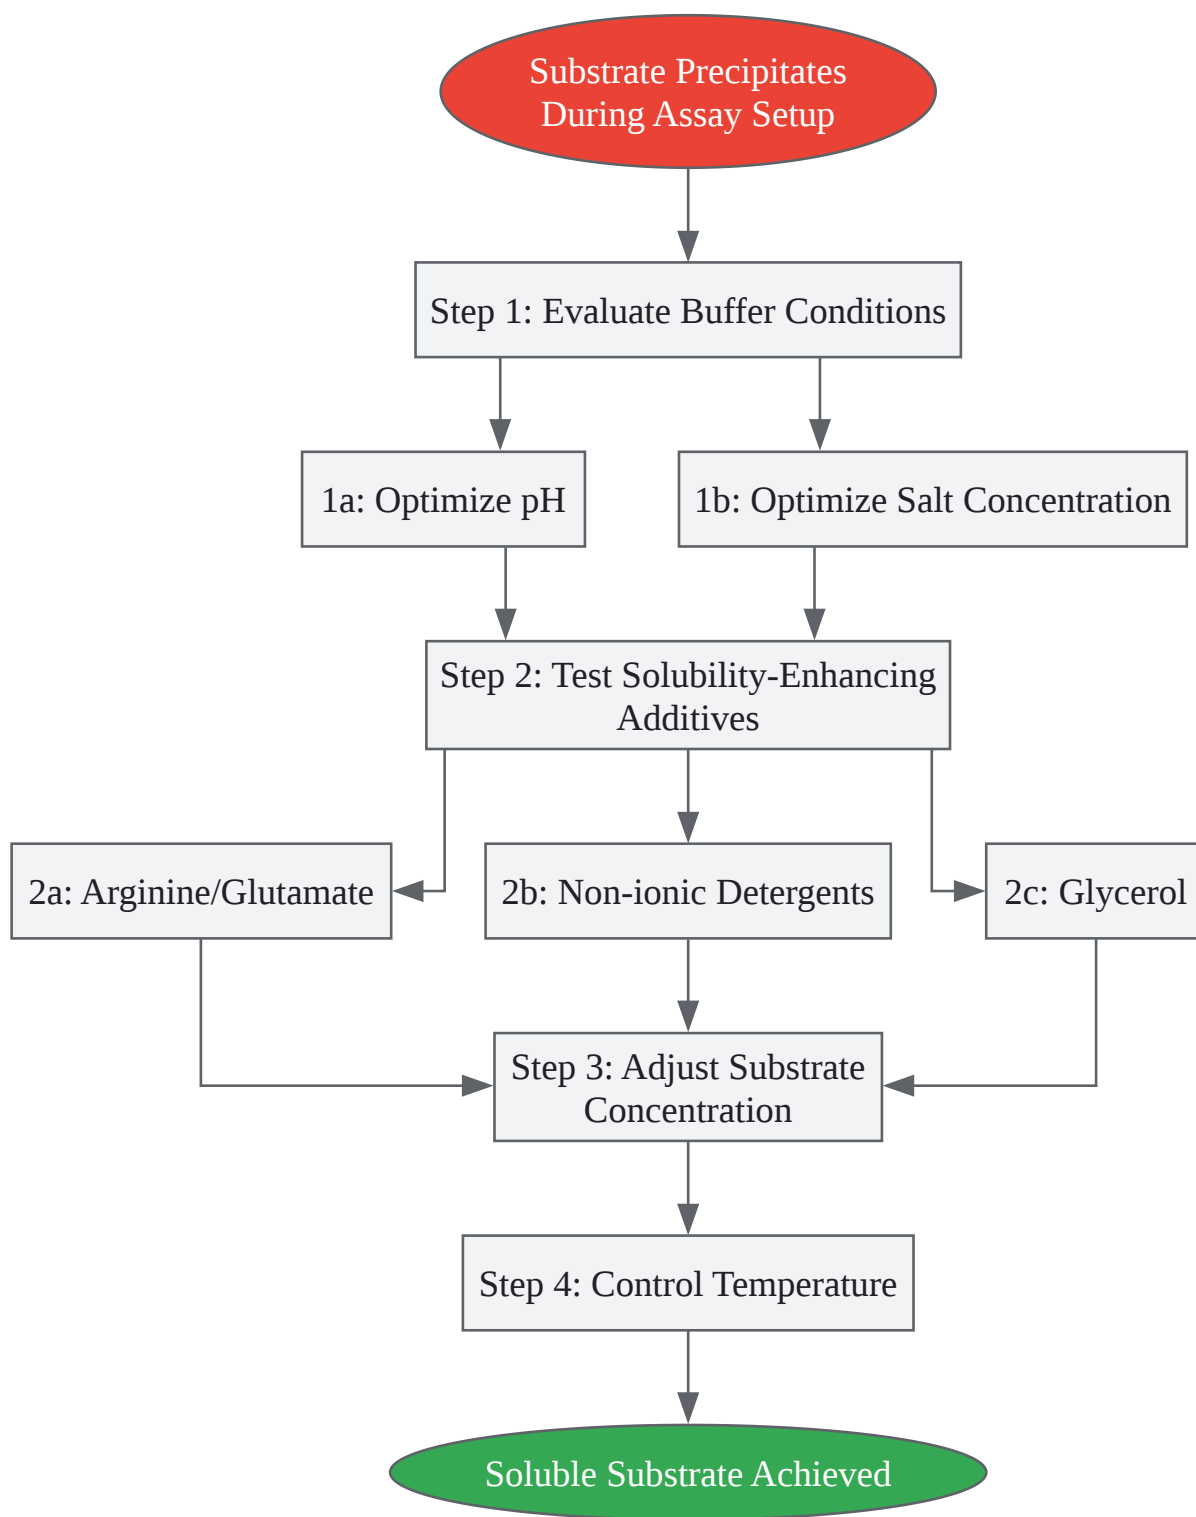 Substrate Precipitates
During Assay Setup
Step 1: Evaluate Buffer Conditions
1a: Optimize pH
1b: Optimize Salt Concentration
Step 2: Test Solubility-Enhancing
Additives
2a: Arginine/Glutamate
2b: Non-ionic Detergents
2c: Glycerol
Step 3: Adjust Substrate
Concentration
Step 4: Control Temperature
Soluble Substrate Achieved